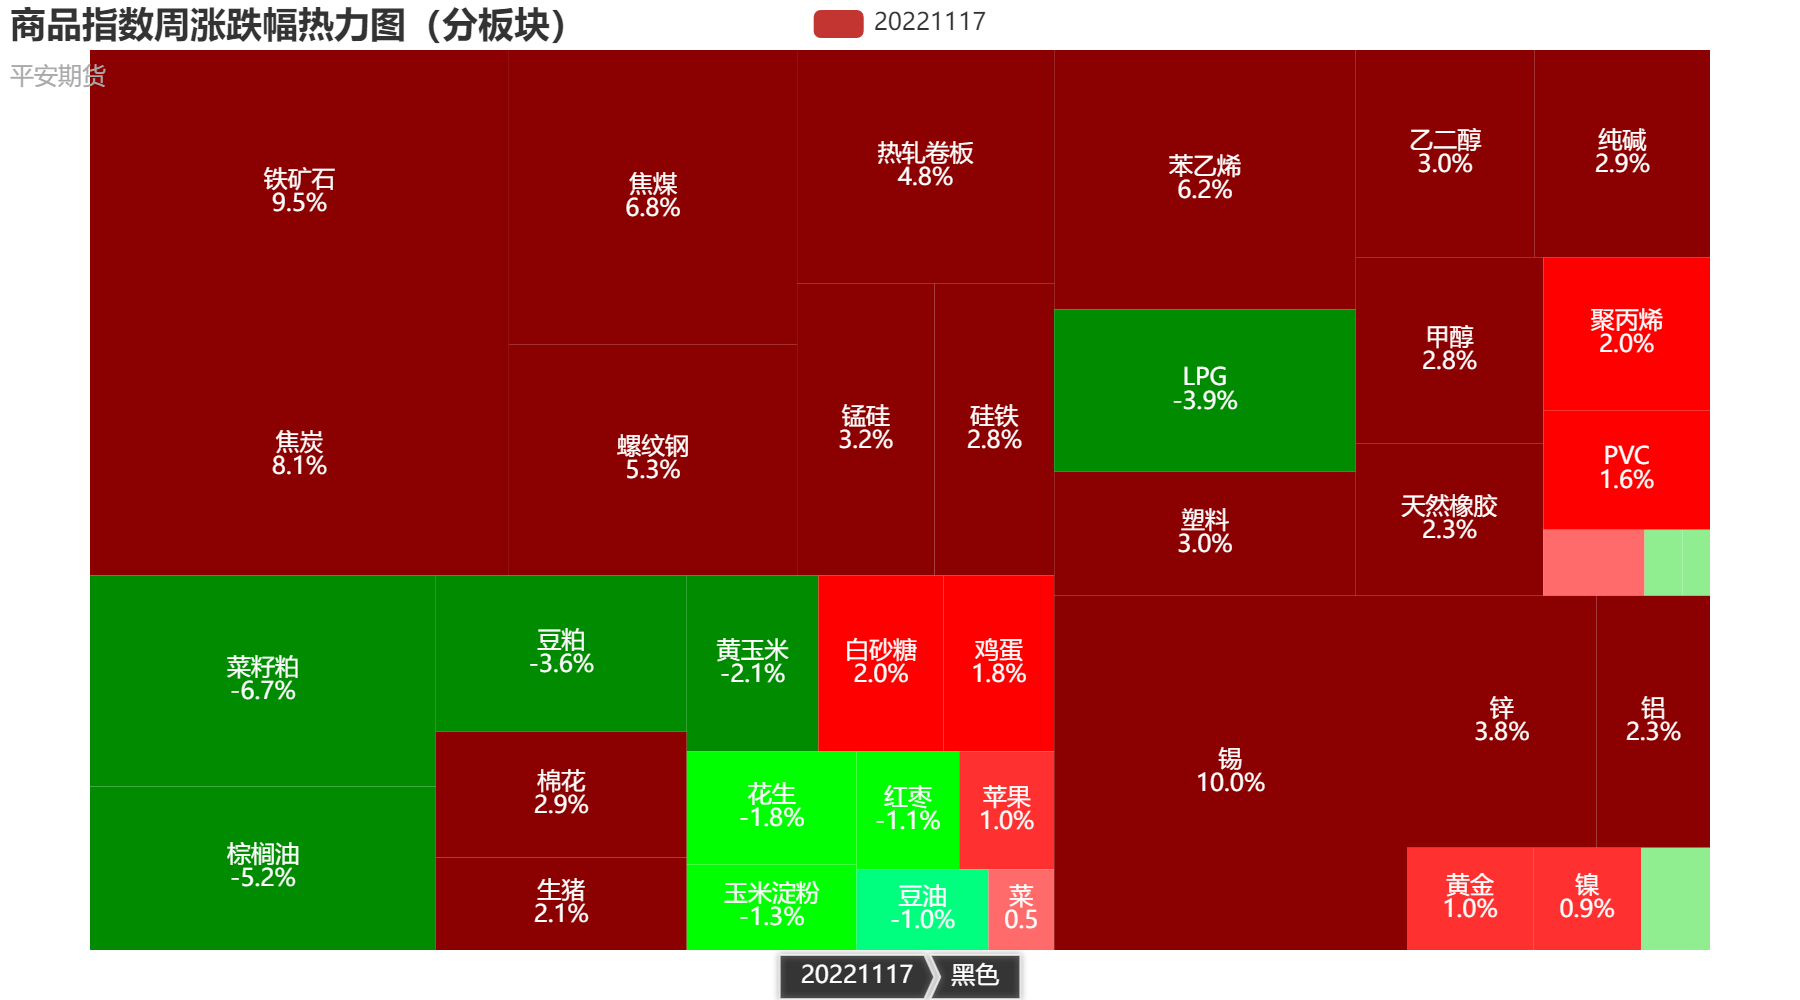 商品指数周涨跌幅热力图（分板块）
20221117
平安期货
铁矿石
9.5%
焦煤
6.8%
热轧卷板
4.8%
焦炭
8.1%
螺纹钢
5.3%
锰硅
3.2%
硅铁
2.8%
苯乙烯
6.2%
乙二醇
3.0%
纯碱
2.9%
LPG
-3.9%
甲醇
2.8%
聚丙烯
2.0%
PVC
1.6%
塑料
3.0%
天然橡胶
2.3%
菜籽粕
-6.7%
棕榈油
-5.2%
豆粕
-3.6%
棉花
2.9%
生猪
2.1%
黄玉米
-2.1%
白砂糖
2.0%
鸡蛋
1.8%
花生
-1.8%
红枣
-1.1%
苹果
1.0%
玉米淀粉
-1.3%
豆油
-1.0%
菜
0.5
锡
10.0%
锌
3.8%
铝
2.3%
黄金
1.0%
镍
0.9%
20221117
黑色